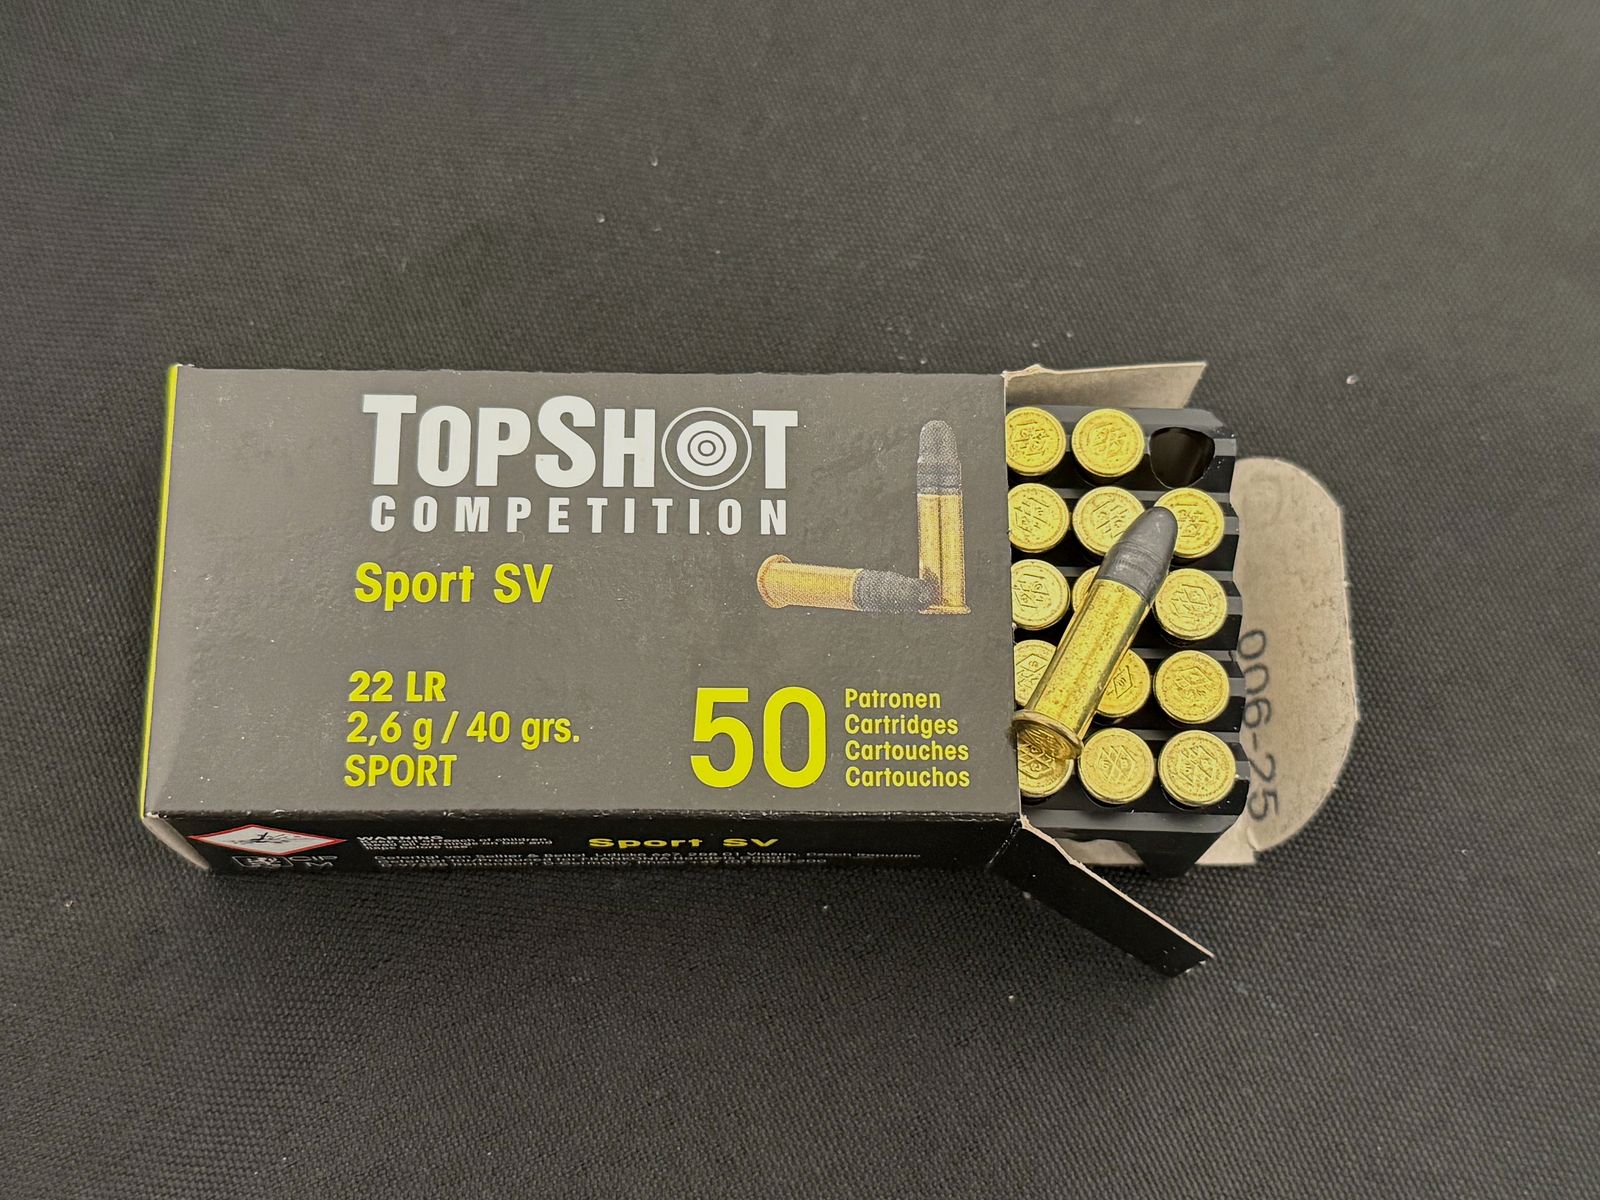 TOPSHOT
COMPETITION
Sport SV
22 LR
2,6 g / 40 grs.
SPORT
50
Patronen
Cartridges
Cartouches
Cartouchos
006-25
WARNING
Sport SV